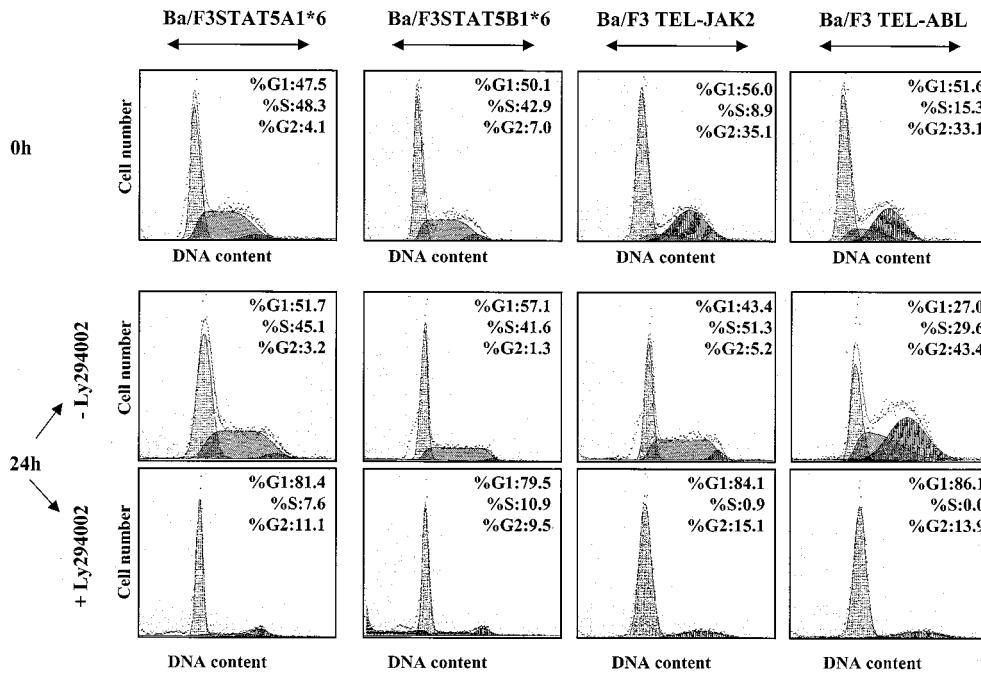 Ba/F3STAT5A1*6
Ba/F3STAT5B1*6
Ba/F3 TEL-JAK2
Ba/F3 TEL-ABL
0h
Cell number
%G1:47.5
%S:48.3
%G2:4.1
%G1:50.1
%S:42.9
%G2:7.0
%G1:56.0
%S:8.9
%G2:35.1
%G1:51.6
%S:15.3
%G2:33.1
DNA content
DNA content
DNA content
DNA content
24h
- Ly294002
Cell number
%G1:51.7
%S:45.1
%G2:3.2
%G1:57.1
%S:41.6
%G2:1.3
%G1:43.4
%S:51.3
%G2:5.2
%G1:27.0
%S:29.6
%G2:43.4
+ Ly294002
Cell number
%G1:81.4
%S:7.6
%G2:11.1
%G1:79.5
%S:10.9
%G2:9.5
%G1:84.1
%S:0.9
%G2:15.1
%G1:86.1
%S:0.0
%G2:13.9
DNA content
DNA content
DNA content
DNA content